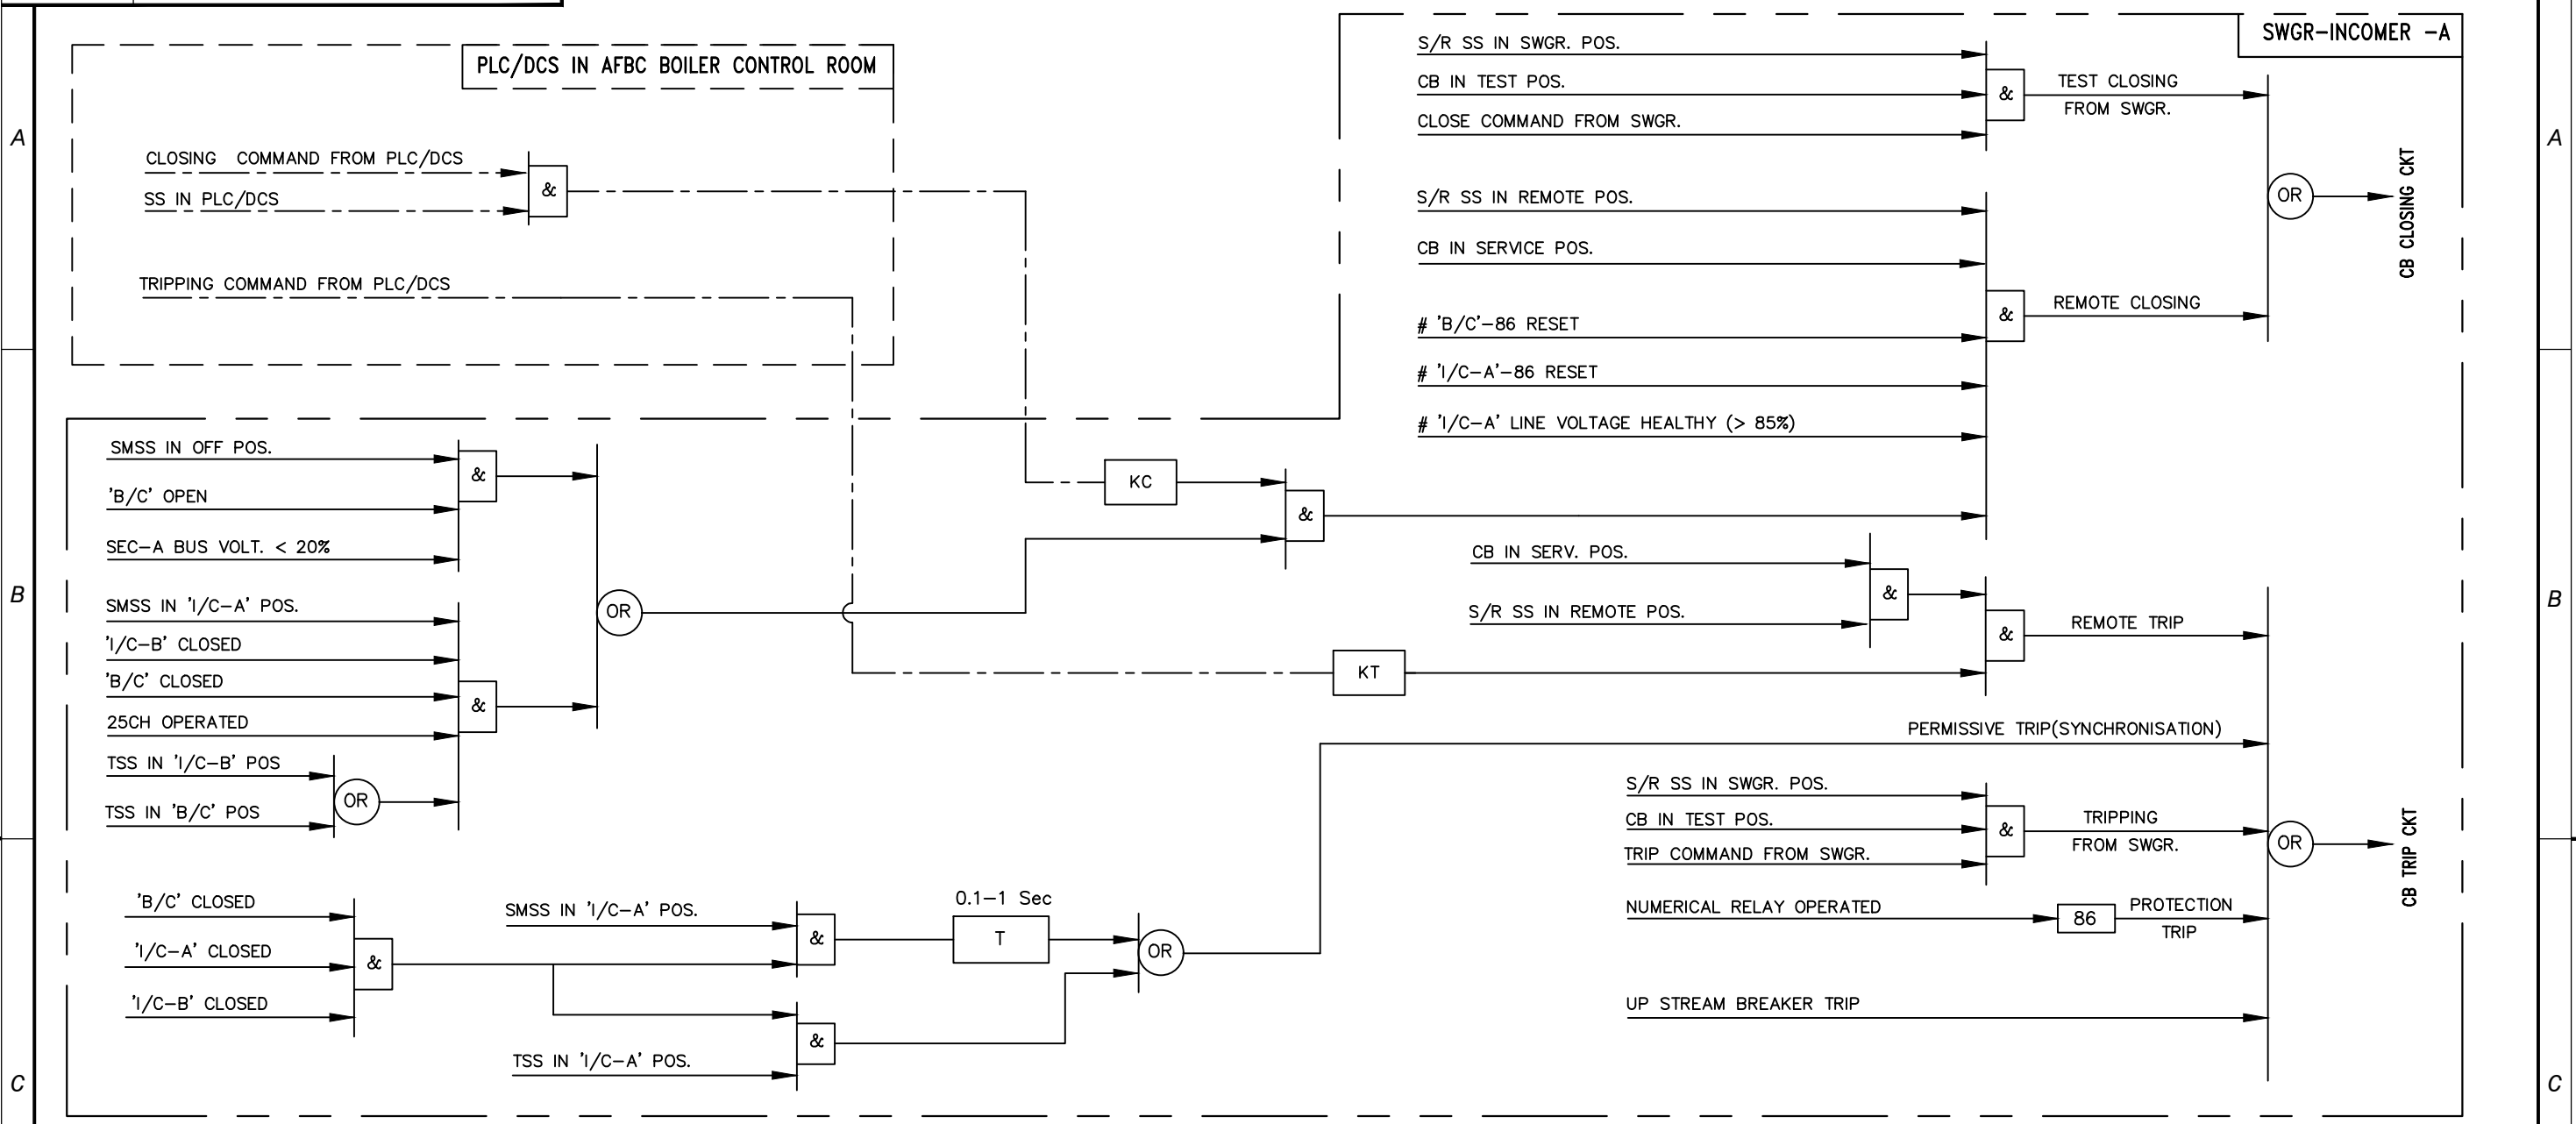 PLC/DCS IN AFBC BOILER CONTROL ROOM
CLOSING COMMAND FROM PLC/DCS
SS IN PLC/DCS
&
TRIPPING COMMAND FROM PLC/DCS
SWGR-INCOMER -A
S/R SS IN SWGR. POS.
CB IN TEST POS.
CLOSE COMMAND FROM SWGR.
&
TEST CLOSING
FROM SWGR.
S/R SS IN REMOTE POS.
CB IN SERVICE POS.
# 'B/C'-86 RESET
# 'I/C-A'-86 RESET
# 'I/C-A' LINE VOLTAGE HEALTHY (> 85%)
&
REMOTE CLOSING
OR
CB CLOSING CKT
A
A
SMSS IN OFF POS.
'B/C' OPEN
SEC-A BUS VOLT. < 20%
&
SMSS IN 'I/C-A' POS.
'I/C-B' CLOSED
'B/C' CLOSED
25CH OPERATED
TSS IN 'I/C-B' POS
TSS IN 'B/C' POS
OR
&
OR
KC
&
KT
CB IN SERV. POS.
S/R SS IN REMOTE POS.
&
&
REMOTE TRIP
B
B
PERMISSIVE TRIP(SYNCHRONISATION)
S/R SS IN SWGR. POS.
CB IN TEST POS.
TRIP COMMAND FROM SWGR.
&
TRIPPING
FROM SWGR.
NUMERICAL RELAY OPERATED
86
PROTECTION
TRIP
UP STREAM BREAKER TRIP
OR
CB TRIP CKT
'B/C' CLOSED
'I/C-A' CLOSED
'I/C-B' CLOSED
&
SMSS IN 'I/C-A' POS.
&
0.1-1 Sec
T
OR
TSS IN 'I/C-A' POS.
&
C
C